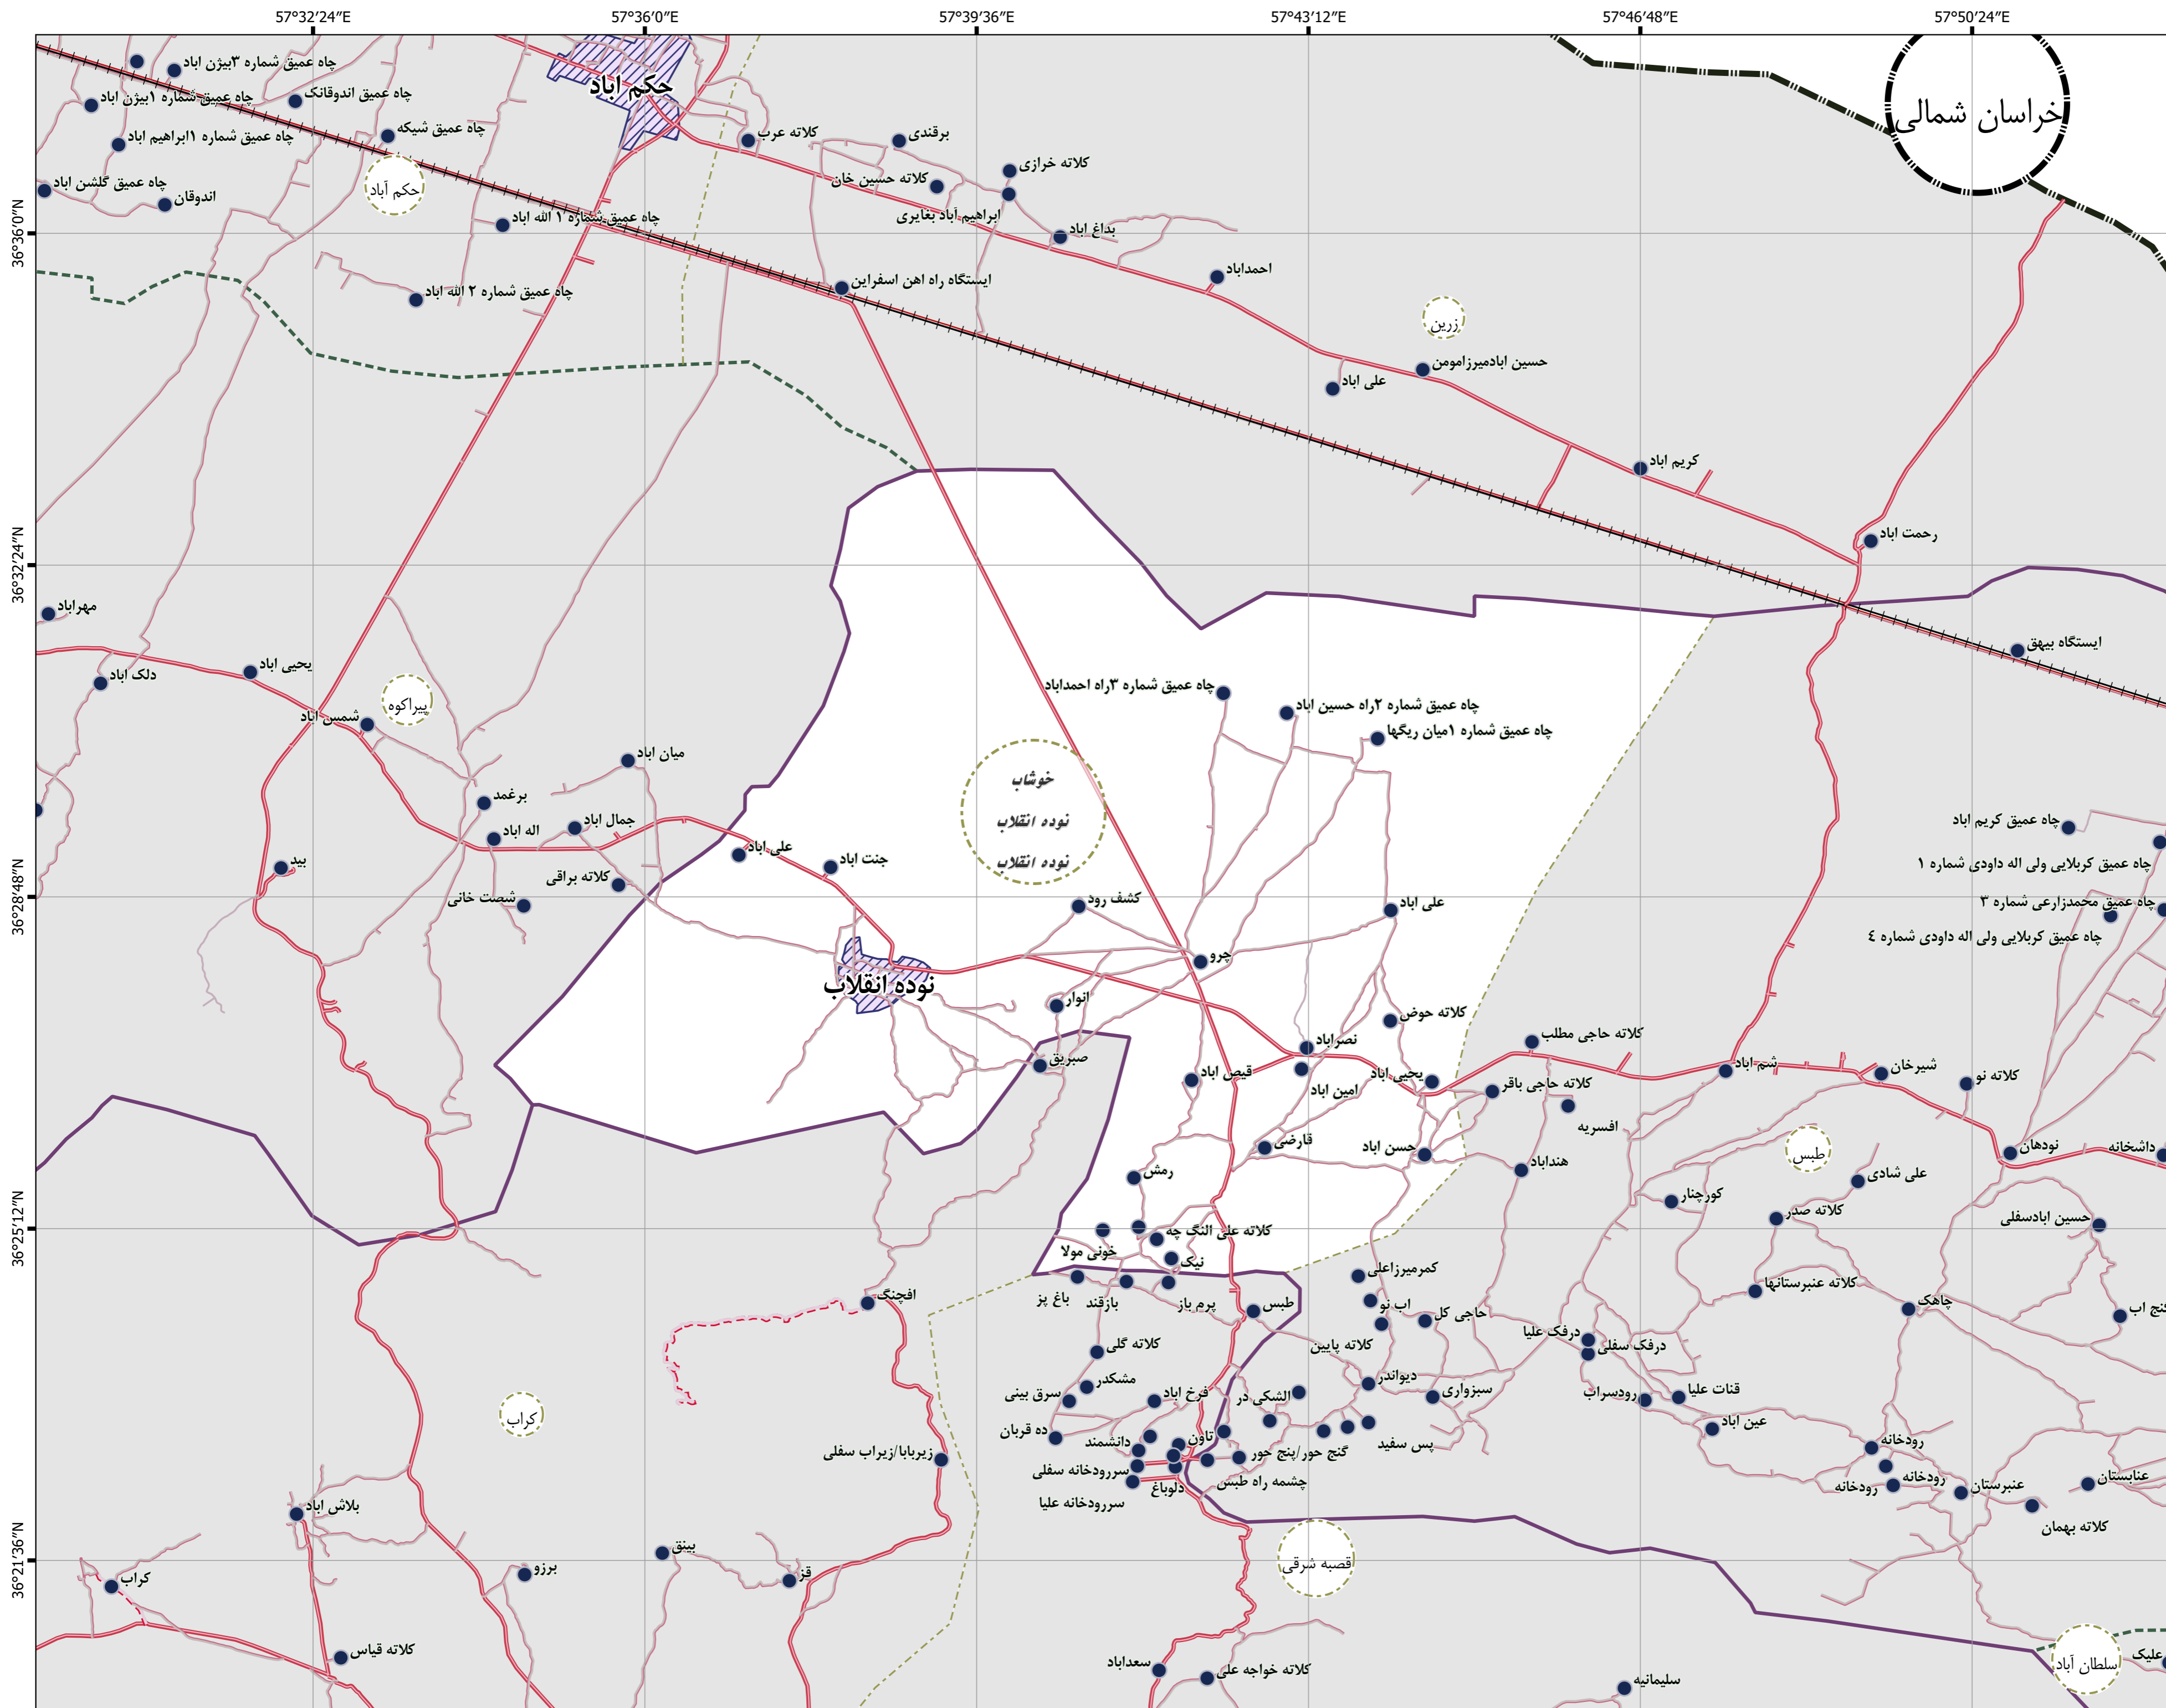 57°32'24"E
57°36'0"E
57°39'36"E
57°43'12"E
57°46'48"E
57°50'24"E
36°36'0"N
36°32'24"N
36°28'48"N
36°25'12"N
36°21'36"N
خراسان شمالی
حکم اباد
چاه عمیق شماره ۳بیژن اباد
چاه عمیق شماره ۱بیژن اباد
چاه عمیق اندوقانک
چاه عمیق شماره ۱ابراهیم اباد
چاه عمیق شیکه
کلاته عرب
برقندی
کلاته خرازی
کلاته حسین خان
حکم آباد
چاه عمیق گلشن اباد
اندوقان
ابراهیم آباد بغایری
چاه عمیق شماره ۱ الله اباد
بداغ اباد
احمداباد
ایستگاه راه اهن اسفراین
چاه عمیق شماره ۲ الله اباد
زرین
حسین ابادمیرزامومن
علی اباد
کریم اباد
رحمت اباد
مهراباد
ایستگاه بیهق
یحیی اباد
دلک اباد
پیراکوه
شمس اباد
چاه عمیق شماره ۳راه احمداباد
چاه عمیق شماره ۲راه حسین اباد
چاه عمیق شماره ۱میان ریگها
میان اباد
خوشاب
نوده انقلاب
نوده انقلاب
برغمد
جمال اباد
اله اباد
علی اباد
جنت اباد
چاه عمیق کریم اباد
چاه عمیق کربلایی ولی اله داودی شماره ۱
بید
کلاته براقی
شصت خانی
کشف رود
علی اباد
چاه عمیق محمدزارعی شماره ۳
چاه عمیق کربلایی ولی اله داودی شماره ٤
چرو
نوده انقلاب
انوار
کلاته حوض
نصراباد
کلاته حاجی مطلب
صبریق
قیض اباد
امین اباد
یحیی اباد
کلاته حاجی باقر
شم اباد
شیرخان
کلاته نو
افسریه
قارضی
حسن اباد
طبس
نودهان
داشخانه
رمش
هنداباد
علی شادی
کورچنار
کلاته صدر
حسین ابادسفلی
کلاته علی النگ چه
خونی مولا
نیک
کمرمیرزاعلی
کلاته عنبرستانها
افچنگ
باغ پز
بازقند
پرم باز
طبس
اب نو
حاجی کل
چاهک
گنج اب
کلاته گلی
کلاته پایین
درفک علیا
درفک سفلی
مشکدر
سرق بینی
فرخ اباد
الشکی در
دیواندر
سبزواری
رودسراب
قنات علیا
عین اباد
کراب
ده قربان
دانشمند
تاون
گنج حور/پنج حور
پس سفید
رودخانه
زیربابا/زیراب سفلی
سررودخانه سفلی
دلوباغ
چشمه راه طبس
رودخانه
رودخانه
عنبرستان
عنابستان
سررودخانه علیا
کلاته بهمان
بلاش اباد
قصبه شرقی
بینق
قز
برزو
کراب
کلاته قیاس
سعداباد
کلاته خواجه علی
سلیمانیه
سلطان آباد
علیک